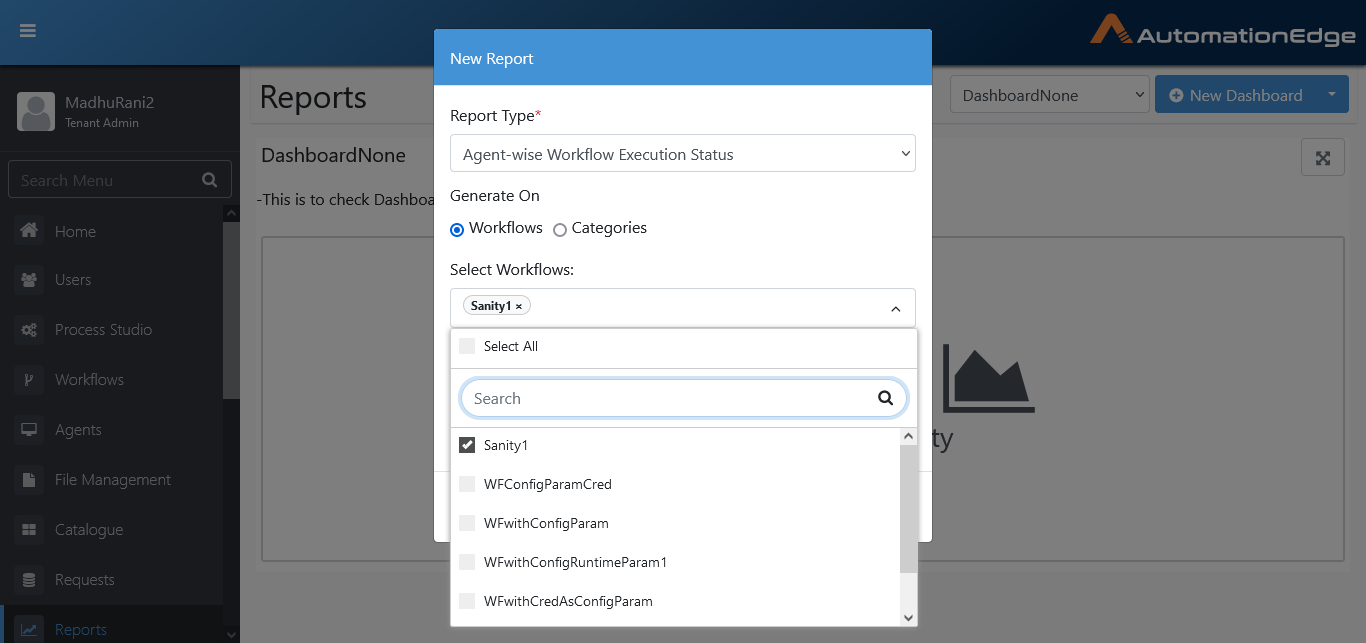 AutomationEdge
MadhuRani2
Tenant Admin
Search Menu
Home
Users
Process Studio
Workflows
Agents
File Management
Catalogue
Requests
Reports
Reports
DashboardNone
New Dashboard
DashboardNone
-This is to check Dashboa
New Report
Report Type*
Agent-wise Workflow Execution Status
Generate On
Workflows Categories
Select Workflows:
Sanity1 ×
Select All
Search
Sanity1
WFConfigParamCred
WFwithConfigParam
WFwithConfigRuntimeParam1
WFwithCredAsConfigParam